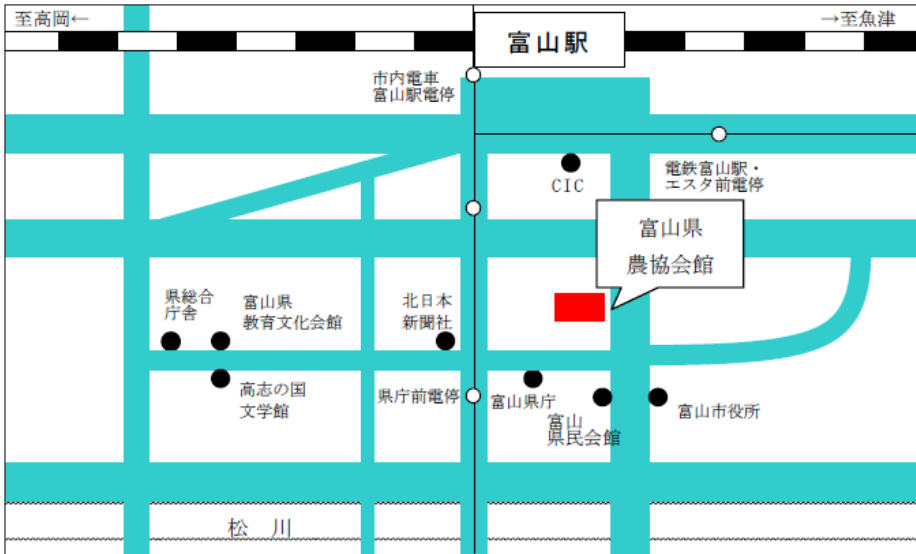 至高岡←
→至魚津
富山駅
市内電車
富山駅電停
電鉄富山駅・
エスタ前電停
CIC
富山県
農協会館
県総合
庁舎
富山県
教育文化会館
北日本
新聞社
高志の国
文学館
県庁前電停
富山県庁
富山
県民会館
富山市役所
松 川